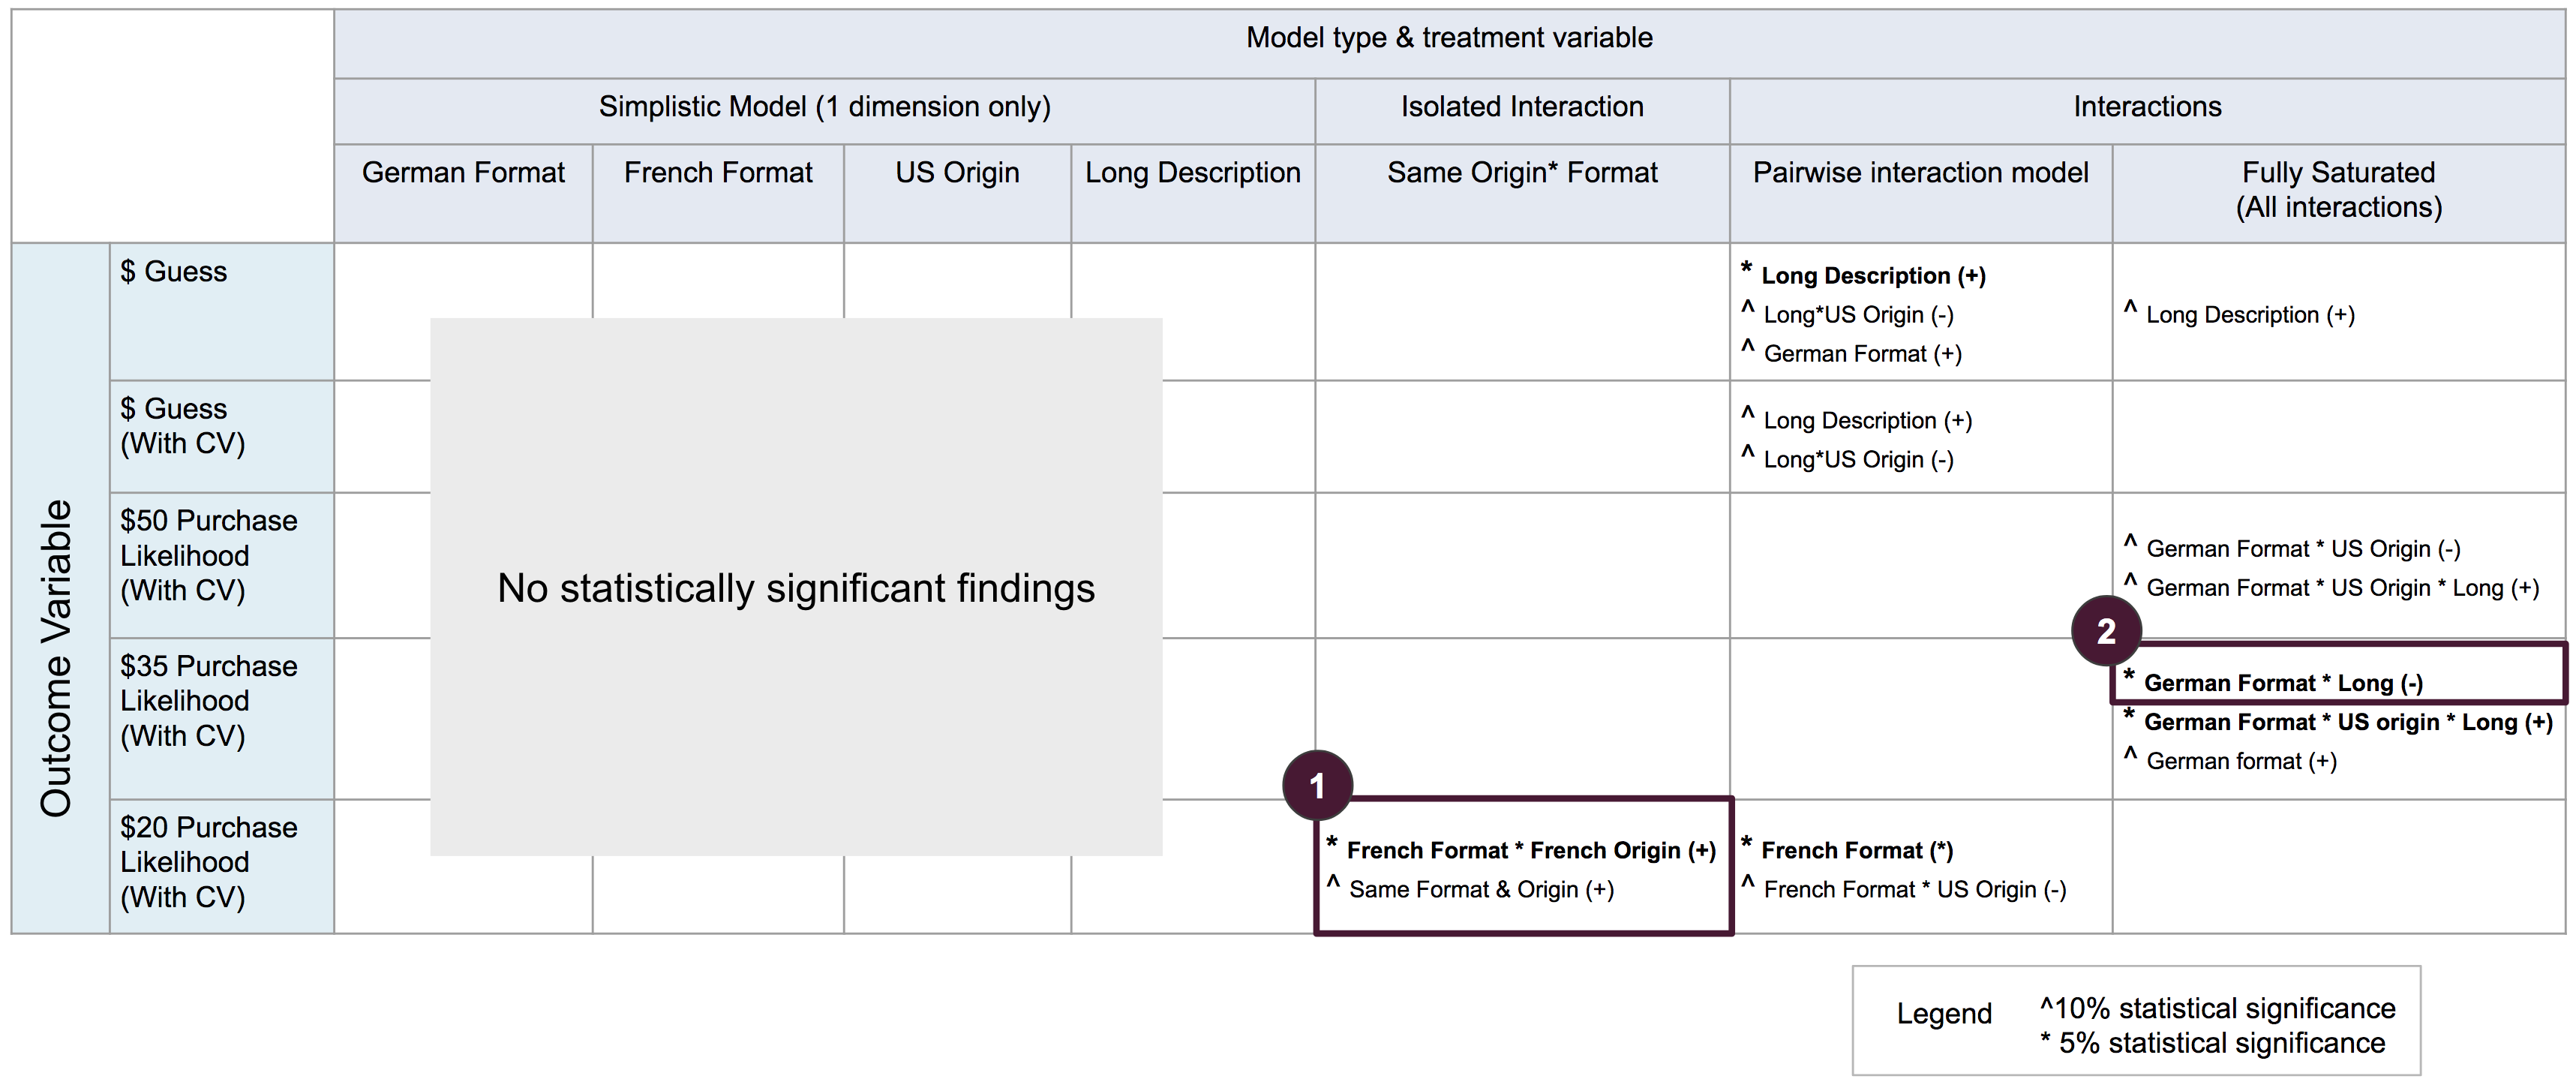 Model type & treatment variable
Simplistic Model (1 dimension only)
Isolated Interaction
Interactions
German Format
French Format
US Origin
Long Description
Same Origin* Format
Pairwise interaction model
Fully Saturated
(All interactions)
Outcome Variable
$ Guess
* Long Description (+)
^ Long*US Origin (-)
^ German Format (+)
^ Long Description (+)
$ Guess
(With CV)
^ Long Description (+)
^ Long*US Origin (-)
$50 Purchase
Likelihood
(With CV)
^ German Format * US Origin (-)
^ German Format * US Origin * Long (+)
No statistically significant findings
$35 Purchase
Likelihood
(With CV)
2
* German Format * Long (-)
* German Format * US origin * Long (+)
^ German format (+)
$20 Purchase
Likelihood
(With CV)
1
* French Format * French Origin (+)
^ Same Format & Origin (+)
* French Format (*)
^ French Format * US Origin (-)
Legend
^10% statistical significance
* 5% statistical significance